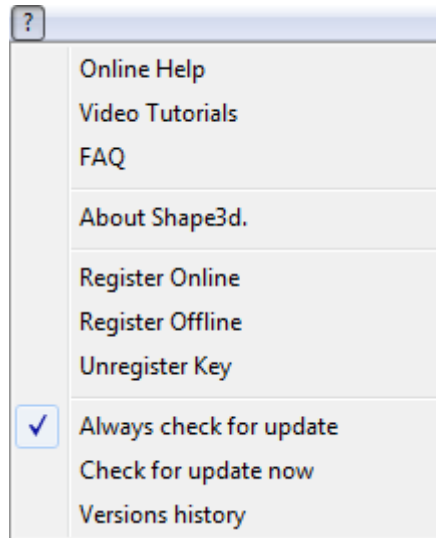 ?
Online Help
Video Tutorials
FAQ
About Shape3d.
Register Online
Register Offline
Unregister Key
Always check for update
Check for update now
Versions history